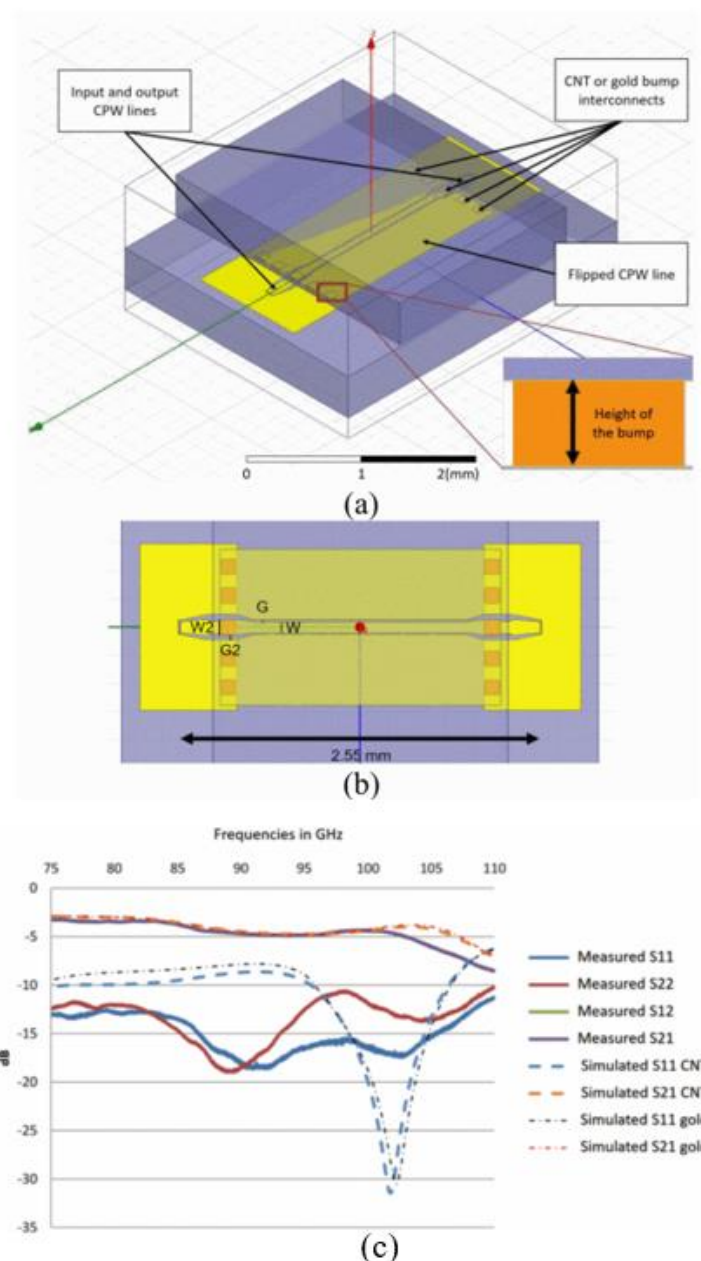 Input and output
CPW lines
CNT or gold bump
interconnects
Flipped CPW line
Height of
the bump
0 1 2(mm)
(a)
G
W2 W
G2
2.55 mm
(b)
Frequencies in GHz
75 80 85 90 95 100 105 110
0
-5
-10
-15
-20
-25
-30
-35
dB
Measured S11
Measured S22
Measured S12
Measured S21
Simulated S11 CNT
Simulated S21 CNT
Simulated S11 gol
Simulated S21 gol
(c)